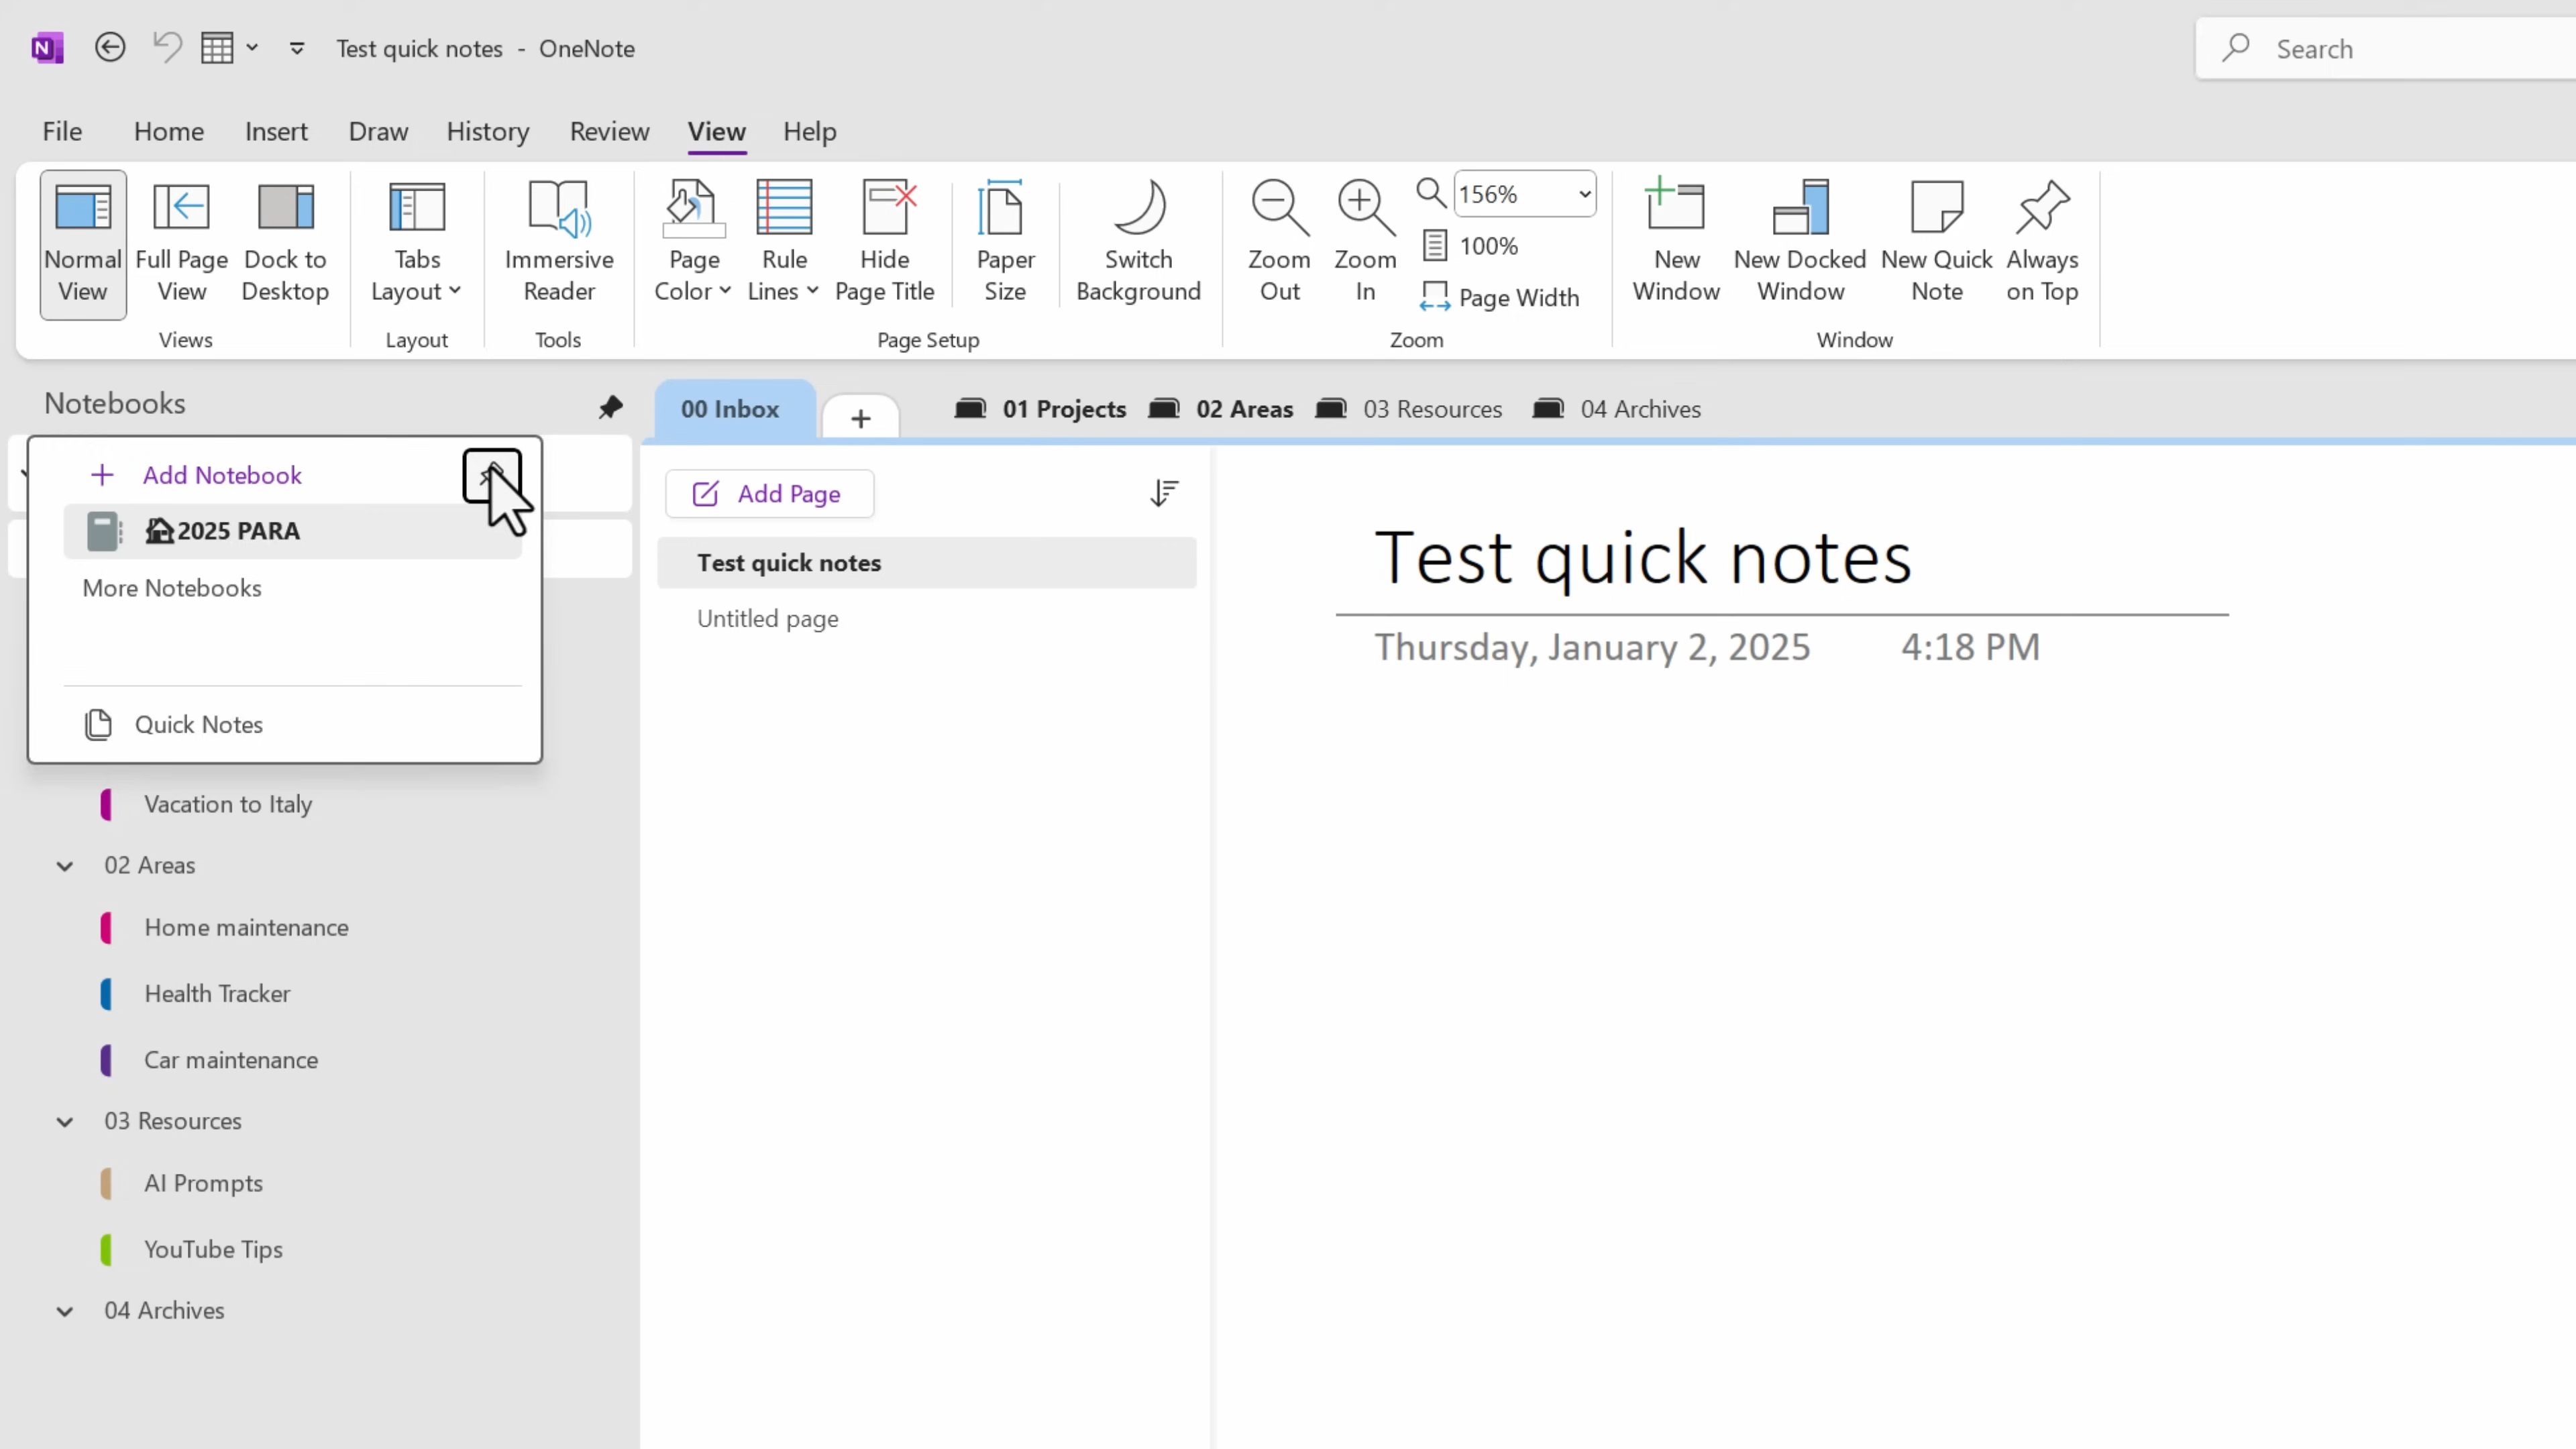 Test quick notes - OneNote
Search
File Home Insert Draw History Review View Help
Normal View
Full Page View
Dock to Desktop
Views
Tabs Layout
Layout
Immersive Reader
Tools
Page Color
Rule Lines
Hide Page Title
Paper Size
Switch Background
Page Setup
Zoom Out
Zoom In
156%
100%
Page Width
Zoom
New Window
New Docked Window
New Quick Note
Always on Top
Window
Notebooks
Add Notebook
2025 PARA
More Notebooks
Quick Notes
Vacation to Italy
02 Areas
Home maintenance
Health Tracker
Car maintenance
03 Resources
AI Prompts
YouTube Tips
04 Archives
00 Inbox
+
01 Projects
02 Areas
03 Resources
04 Archives
Add Page
Test quick notes
Untitled page
Test quick notes
Thursday, January 2, 2025 4:18 PM